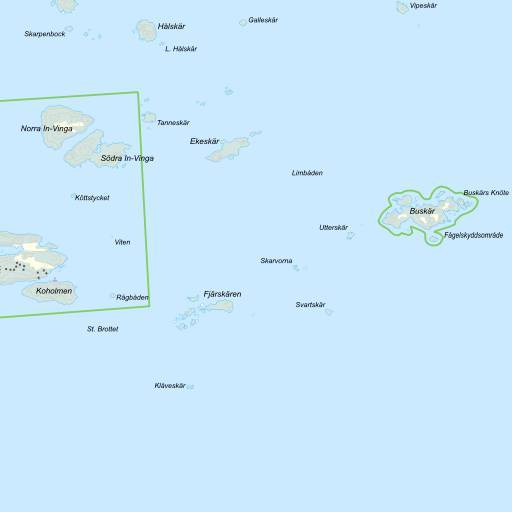 Vipeskär
Galleskär
Hälskär
Skarpenbock
L. Hälskär
Tanneskär
Norra In-Vinga
Ekeskär
Södra In-Vinga
Limbåden
Buskärs Knöte
Köttstycket
Buskär
Utterskär
Fågelskyddsområde
Viten
Skarvorna
Koholmen
Rågbåden
Fjärskären
Svartskär
St. Brottet
Kläveskär